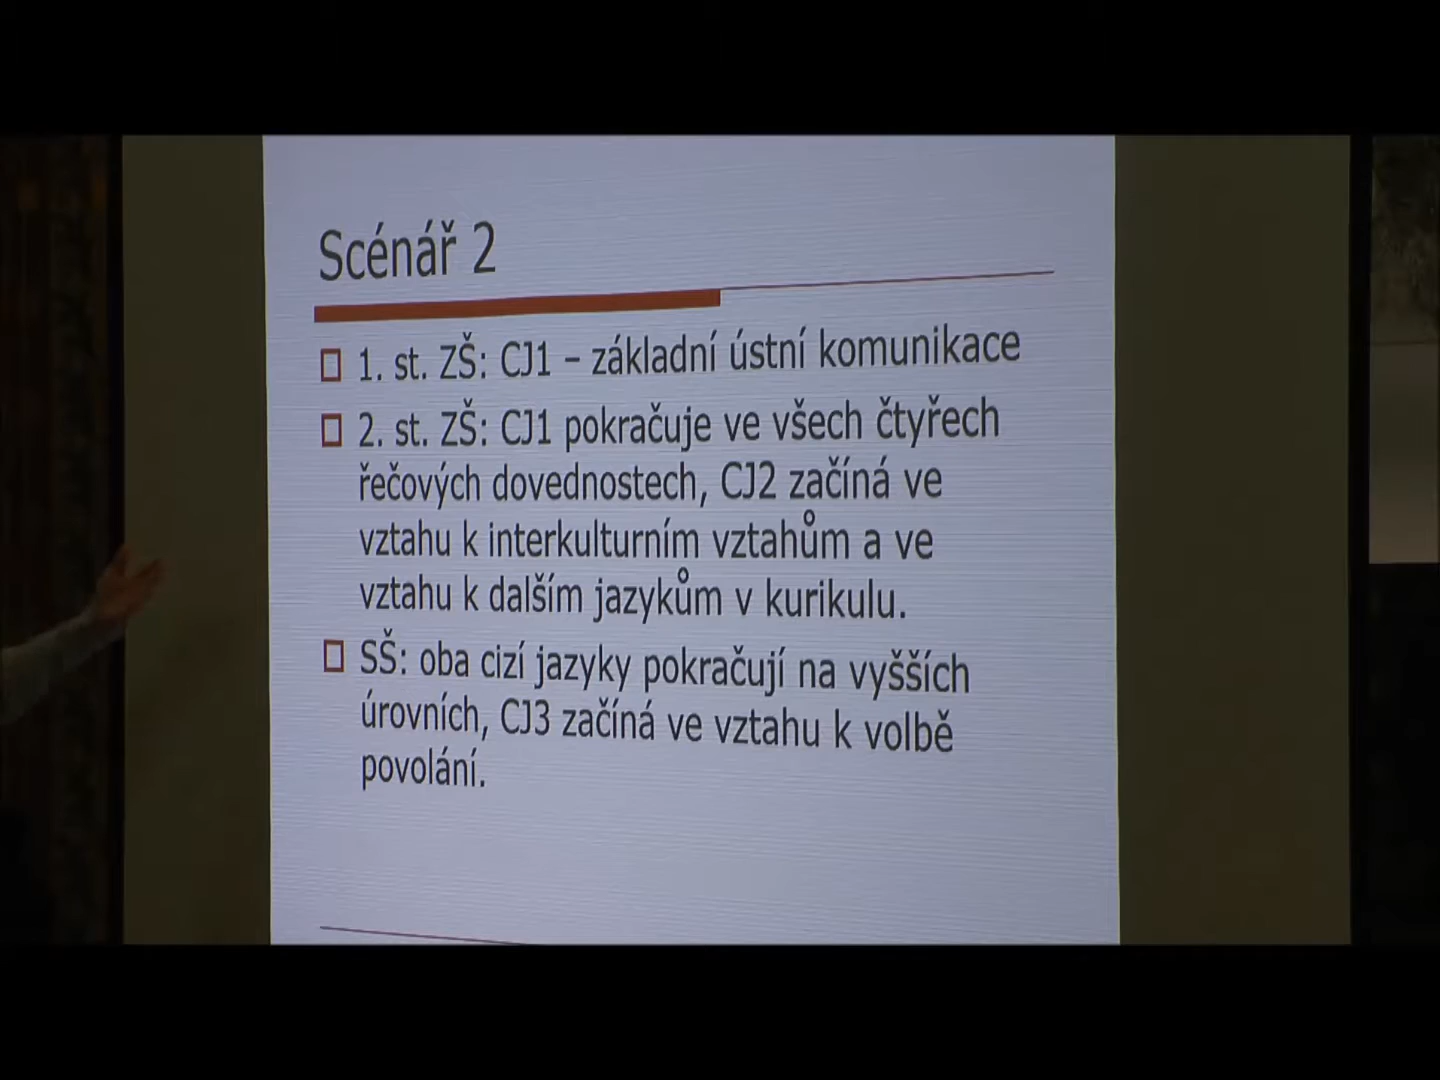 Scénář 2
1. st. ZŠ: CJ1 – základní ústní komunikace
2. st. ZŠ: CJ1 pokračuje ve všech čtyřech
řečových dovednostech, CJ2 začíná ve
vztahu k interkulturním vztahům a ve
vztahu k dalším jazykům v kurikulu.
SŠ: oba cizí jazyky pokračují na vyšších
úrovních, CJ3 začíná ve vztahu k volbě
povolání.